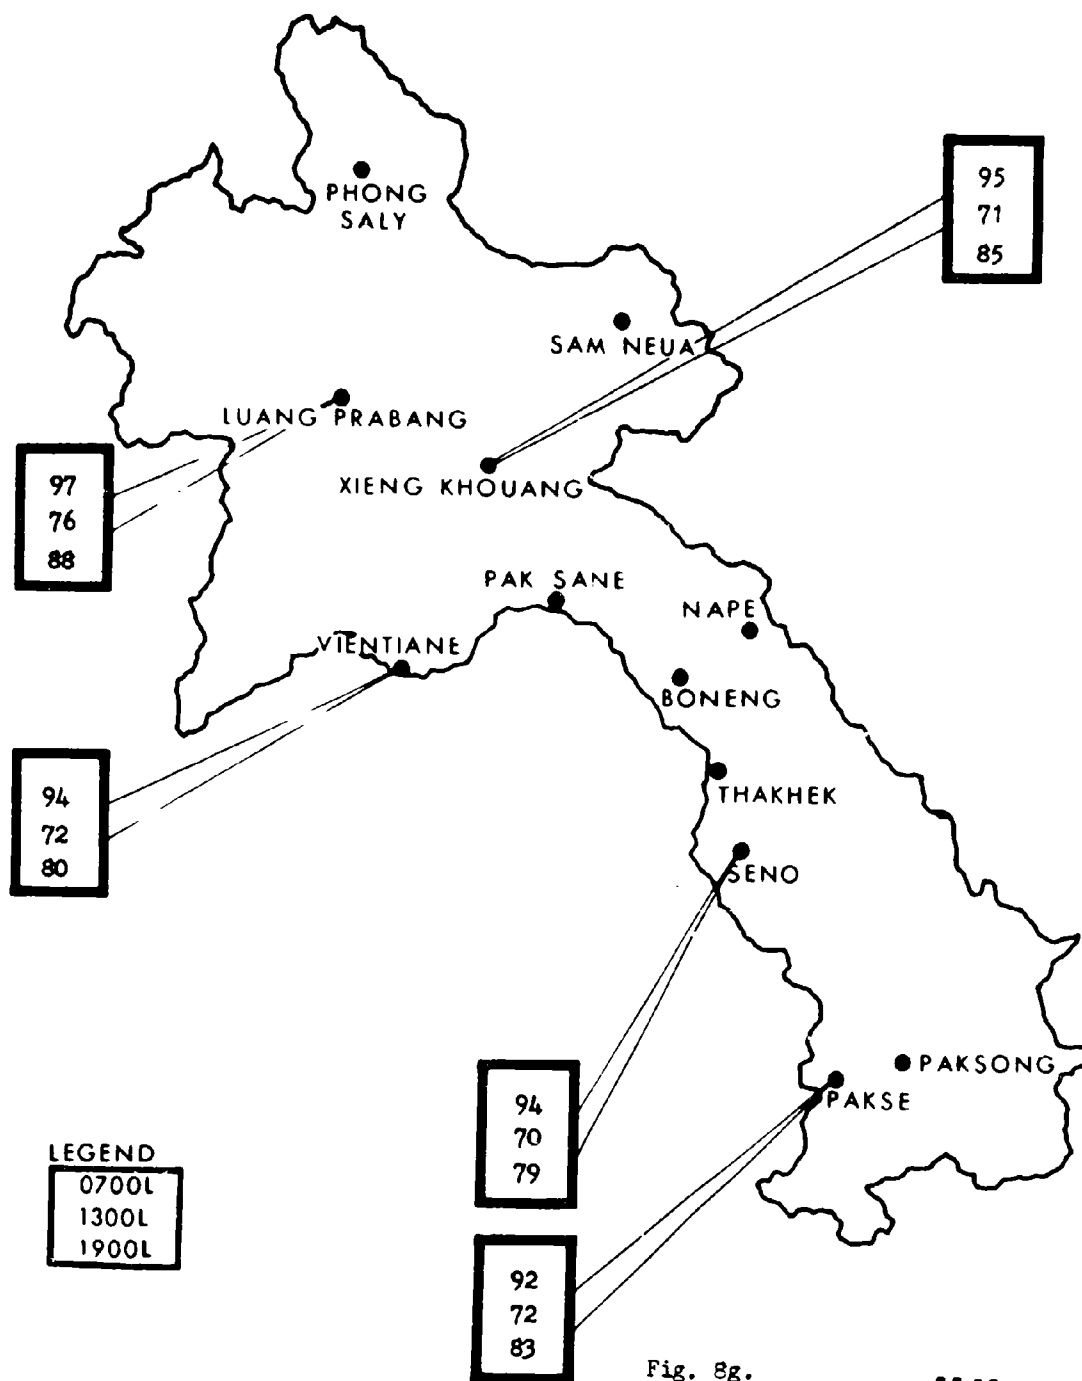 PHONG
SALY
95
71
85
SAM NEUA
LUANG PRABANG
97
76
88
XIENG KHOUANG
PAK SANE
NAPE
VIENTIANE
BONENG
94
72
80
THAKHEK
SENO
PAKSONG
PAKSE
94
70
79
LEGEND
0700L
1300L
1900L
92
72
83
Fig. 8g.